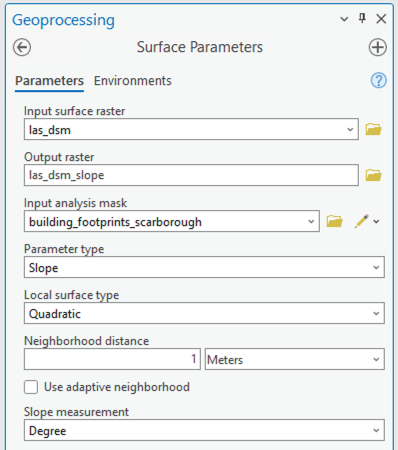 Geoprocessing
Surface Parameters
Parameters Environments
Input surface raster
las_dsm
Output raster
las_dsm_slope
Input analysis mask
building_footprints_scarborough
Parameter type
Slope
Local surface type
Quadratic
Neighborhood distance
1 Meters
Use adaptive neighborhood
Slope measurement
Degree